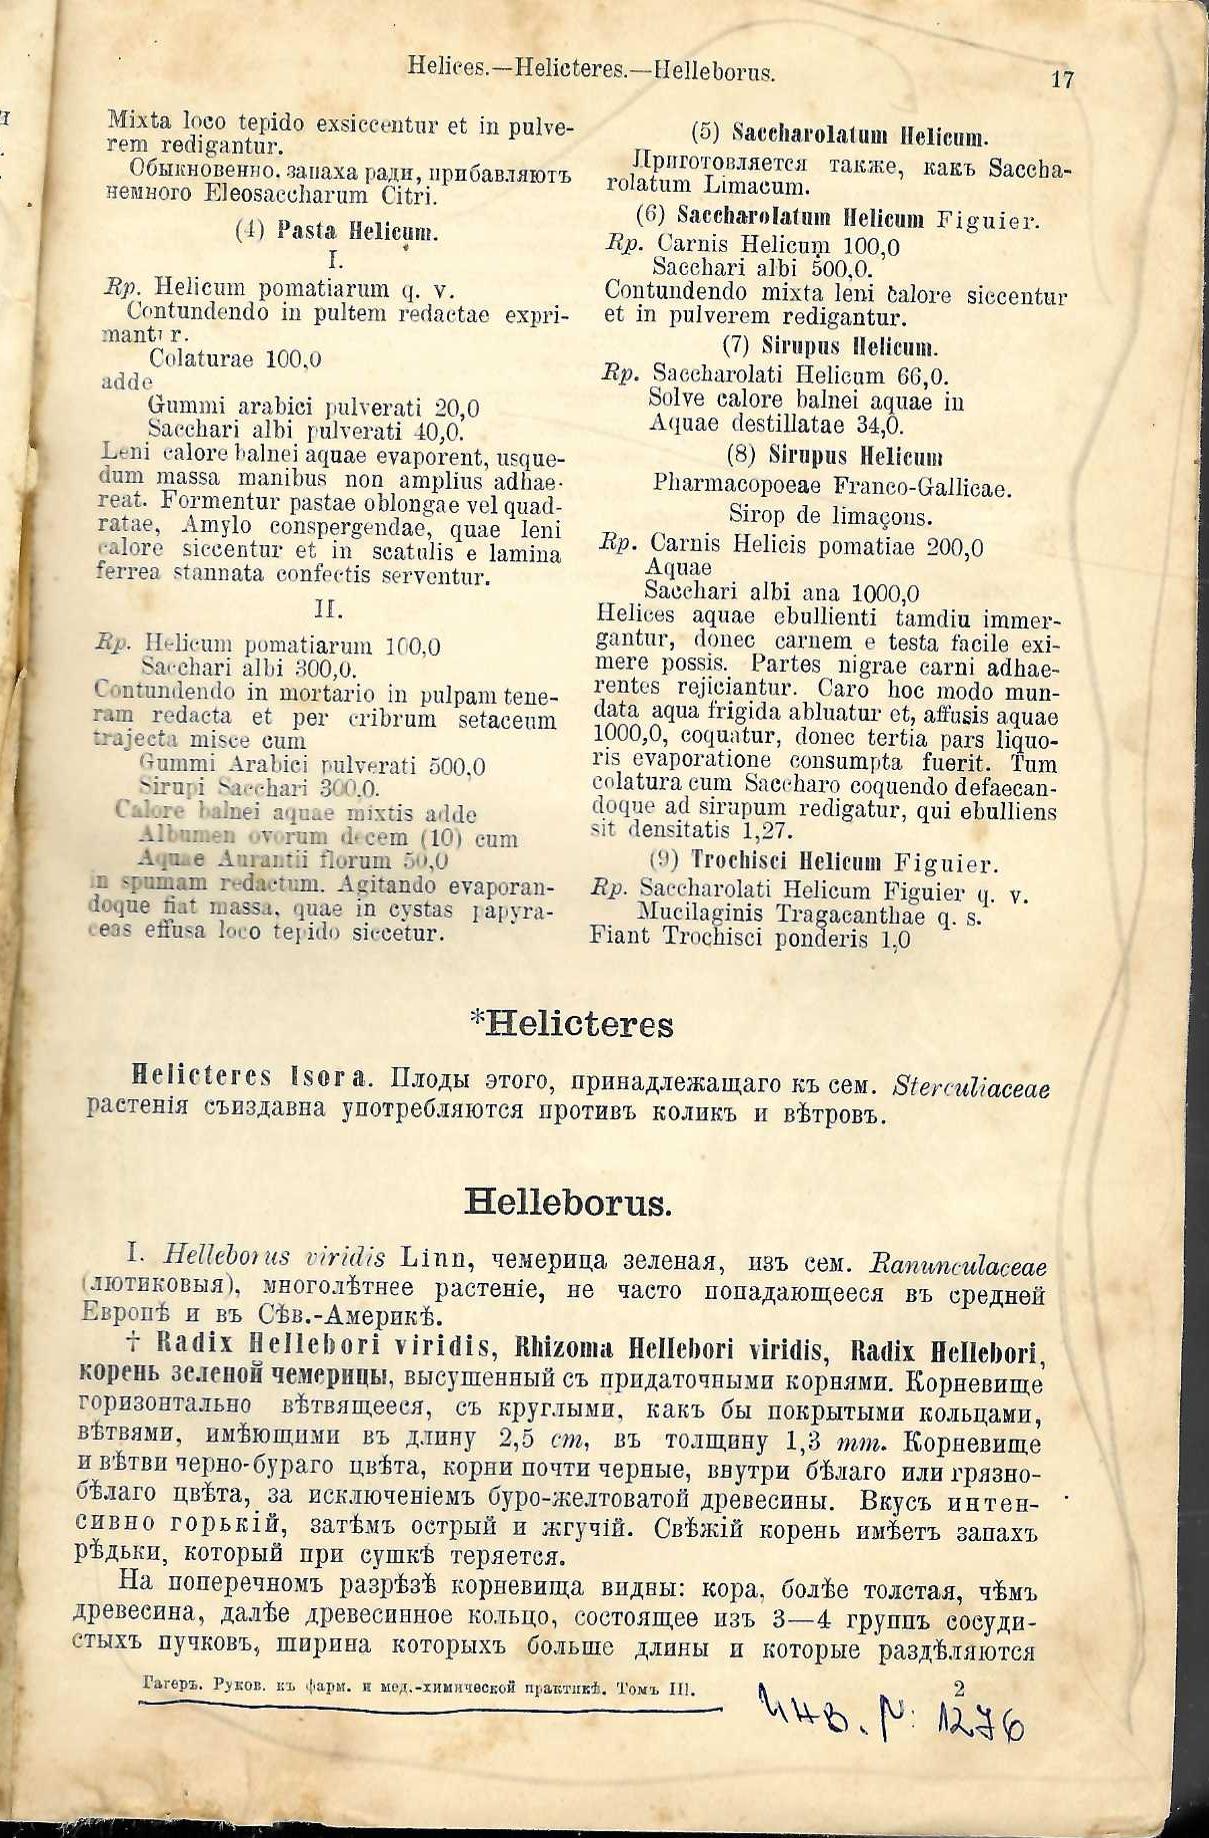 Helices.—Helicteres.—Helleborus.
17
Mixta loco tepido exsiccentur et in pulve-
rem redigantur.
Обыкновенно, запаха ради, прибавляютъ
немного Eleosaccharum Citri.
(4) Pasta Helicum.
I.
Rp. Helicum pomatiarum q. v.
Contundendo in pultem redactae expri-
mantur.
Colaturae 100,0
adde
Gummi arabici pulverati 20,0
Sacchari albi pulverati 40,0.
Leni calore balnei aquae evaporent, usque-
dum massa manibus non amplius adhae-
reat. Formentur pastae oblongae vel quad-
ratae, Amylo conspergendae, quae leni
calore siccentur et in scatulis e lamina
ferrea stannata confectis serventur.
II.
Rp. Helicum pomatiarum 100,0
Sacchari albi 300,0.
Contundendo in mortario in pulpam tene-
ram redacta et per cribrum setaceum
trajecta misce cum
Gummi Arabici pulverati 500,0
Sirupi Sacchari 300,0.
Calore balnei aquae mixtis adde
Albumen ovorum decem (10) cum
Aquae Aurantii florum 50,0
in spumam redactum. Agitando evaporan-
doque fiat massa, quae in cystas papyra-
ceas effusa loco tepido siccetur.
(5) Saccharolatum Helicum.
Приготовляется также, какъ Saccha-
rolatum Limacum.
(6) Saccharolatum Helicum Figuier.
Rp. Carnis Helicum 100,0
Sacchari albi 500,0.
Contundendo mixta leni calore siccentur
et in pulverem redigantur.
(7) Sirupus Helicum.
Rp. Saccharolati Helicum 66,0.
Solve calore balnei aquae in
Aquae destillatae 34,0.
(8) Sirupus Helicum
Pharmacopoeae Franco-Gallicae.
Sirop de limaçons.
Rp. Carnis Helicis pomatiae 200,0
Aquae
Sacchari albi ana 1000,0
Helices aquae ebullienti tamdiu immer-
gantur, donec carnem e testa facile exi-
mere possis. Partes nigrae carni adhae-
rentes rejiciantur. Caro hoc modo mun-
data aqua frigida abluatur et, affusis aquae
1000,0, coquatur, donec tertia pars liquo-
ris evaporatione consumpta fuerit. Tum
colatura cum Saccharo coquendo defaecan-
doque ad sirupum redigatur, qui ebulliens
sit densitatis 1,27.
(9) Trochisci Helicum Figuier.
Rp. Saccharolati Helicum Figuier q. v.
Mucilaginis Tragacanthae q. s.
Fiant Trochisci ponderis 1,0
*Helicteres
Helicteres Isora. Плоды этого, принадлежащаго къ сем. Sterculiaceae
растенія съиздавна употребляются противъ коликъ и вѣтровъ.
Helleborus.
I. Helleborus viridis Linn, чемерица зеленая, изъ сем. Ranunculaceae
(лютиковыя), многолѣтнее растеніе, не часто попадающееся въ средней
Европѣ и въ Сѣв.-Америкѣ.
† Radix Hellebori viridis, Rhizoma Hellebori viridis, Radix Hellebori,
корень зеленой чемерицы, высушенный съ придаточными корнями. Корневище
горизонтально вѣтвящееся, съ круглыми, какъ бы покрытыми кольцами,
вѣтвями, имѣющими въ длину 2,5 cm, въ толщину 1,3 mm. Корневище
и вѣтви черно-бураго цвѣта, корни почти черные, внутри бѣлаго или грязно-
бѣлаго цвѣта, за исключеніемъ буро-желтоватой древесины. Вкусъ интен-
сивно горькій, затѣмъ острый и жгучій. Свѣжій корень имѣетъ запахъ
рѣдьки, который при сушкѣ теряется.
На поперечномъ разрѣзѣ корневища видны: кора, болѣе толстая, чѣмъ
древесина, далѣе древесинное кольцо, состоящее изъ 3—4 группъ сосуди-
стыхъ пучковъ, ширина которыхъ больше длины и которые раздѣляются
Гагеръ. Руков. къ фарм. и мед.-химической практикѣ. Томъ III.
2
Инв. №: 1276